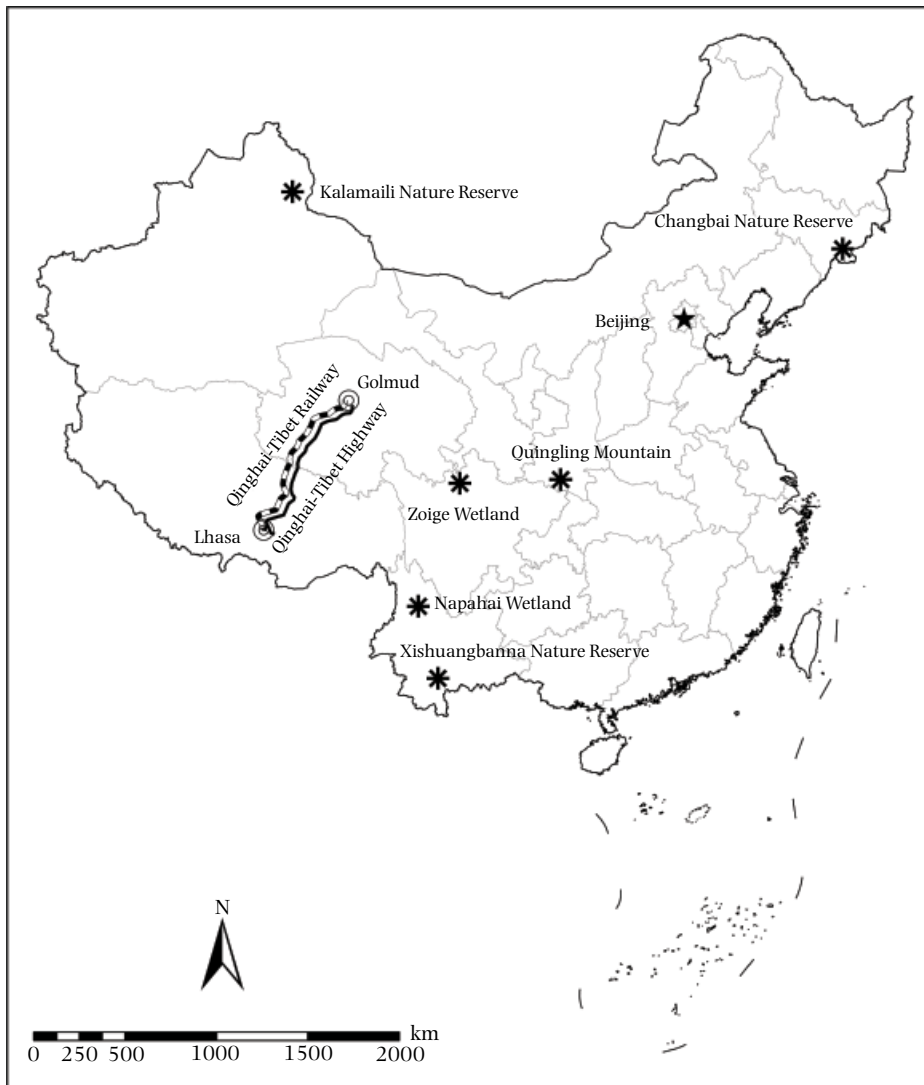 Kalamaili Nature Reserve
Changbai Nature Reserve
Beijing
Golmud
Qinghai-Tibet Railway
Qinghai-Tibet Highway
Quingling Mountain
Zoige Wetland
Lhasa
Napahai Wetland
Xishuangbanna Nature Reserve
N
km
0 250 500 1000 1500 2000